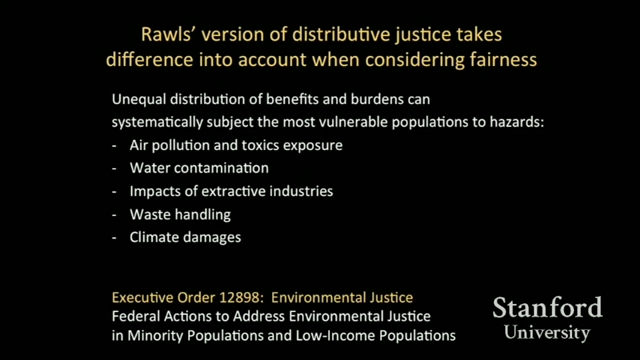 Rawls' version of distributive justice takes
difference into account when considering fairness
Unequal distribution of benefits and burdens can
systematically subject the most vulnerable populations to hazards:
- Air pollution and toxics exposure
- Water contamination
- Impacts of extractive industries
- Waste handling
- Climate damages
Executive Order 12898: Environmental Justice
Federal Actions to Address Environmental Justice
in Minority Populations and Low-Income Populations
Stanford
University